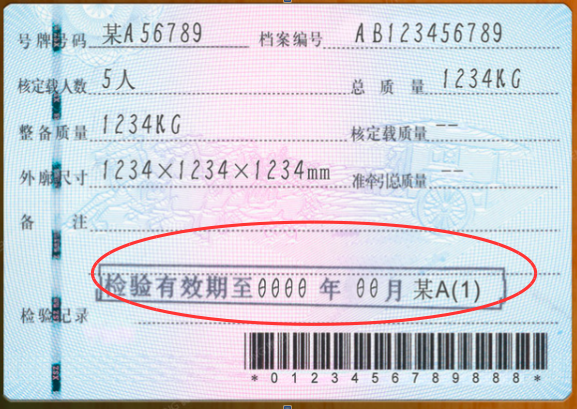 号牌号码 某A56789 档案编号 AB123456789
核定载人数 5人 总质量 1234KG
整备质量 1234KG 核定载质量 --
外廓尺寸 1234×1234×1234mm 准牵引总质量 --
备注
检验有效期至0000年00月某A(1)
检验记录
*0123456789888*